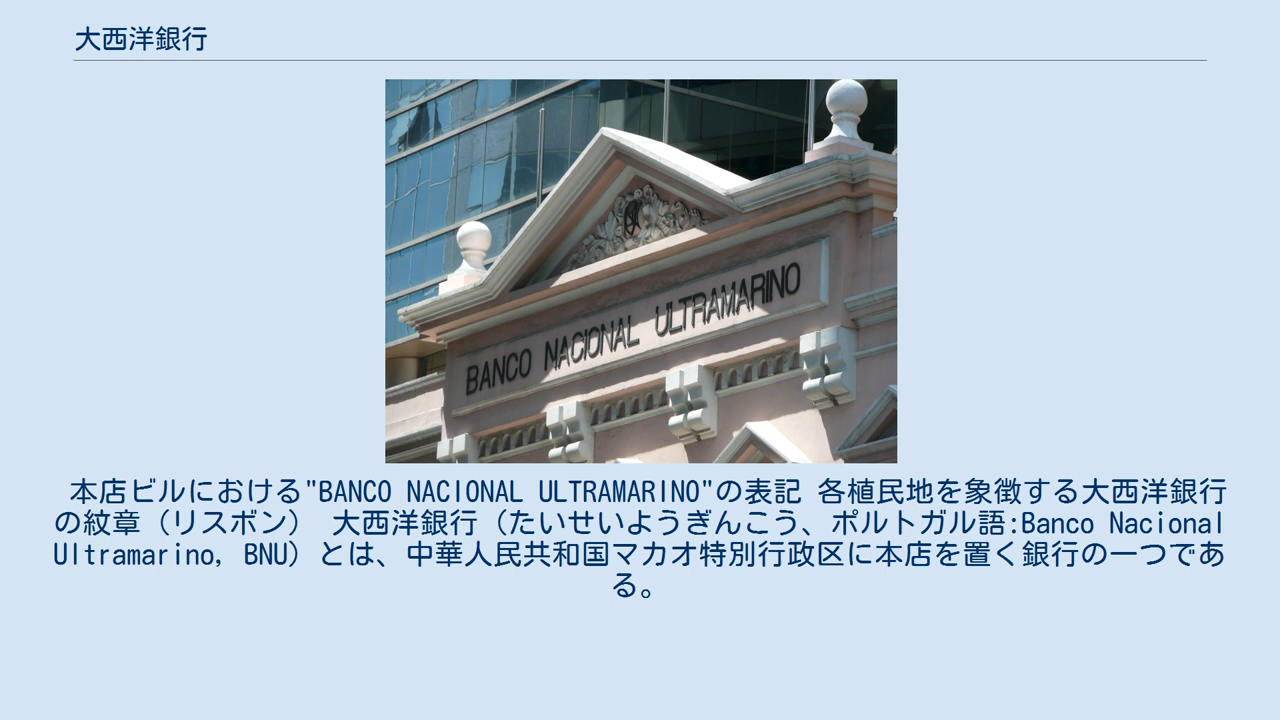 大西洋銀行
BANCO NACIONAL ULTRAMARINO
本店ビルにおける"BANCO NACIONAL ULTRAMARINO"の表記 各植民地を象徴する大西洋銀行
の紋章（リスボン） 大西洋銀行（たいせいようぎんこう、ポルトガル語:Banco Nacional
Ultramarino, BNU）とは、中華人民共和国マカオ特別行政区に本店を置く銀行の一つであ
る。